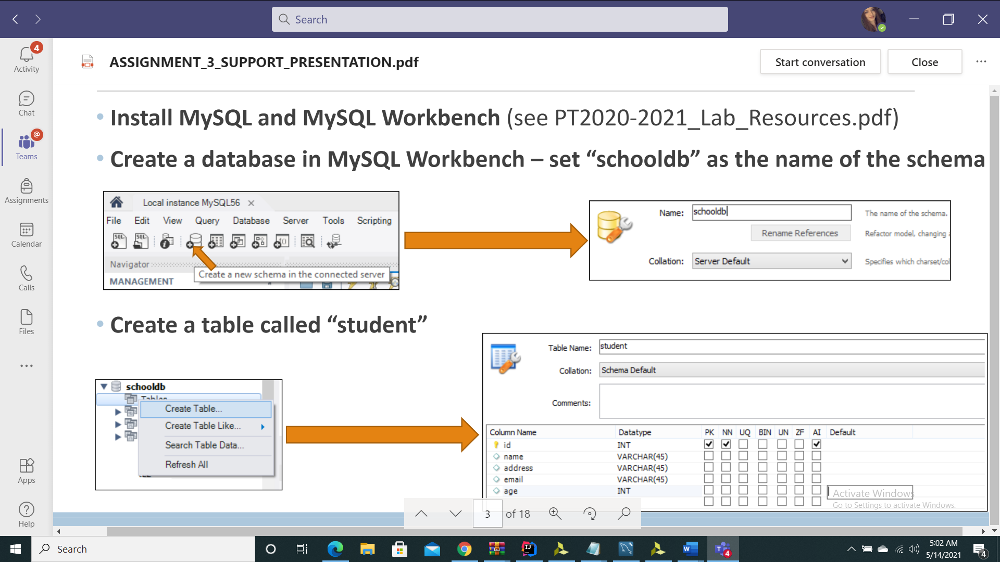 Search
4
Activity
Chat
@
Teams
Assignments
Calendar
Calls
Files
Apps
Help
ASSIGNMENT_3_SUPPORT_PRESENTATION.pdf
Start conversation
Close
• Install MySQL and MySQL Workbench (see PT2020-2021_Lab_Resources.pdf)
• Create a database in MySQL Workbench – set “schooldb” as the name of the schema
Local instance MySQL56
File Edit View Query Database Server Tools Scripting
SQL SQL
Navigator
Create a new schema in the connected server
MANAGEMENT
Name: schooldb The name of the schema.
Rename References Refactor model, changing
Collation: Server Default Specifies which charset/col
• Create a table called “student”
schooldb
Tables
Create Table...
Create Table Like...
Search Table Data...
Refresh All
Table Name: student
Collation: Schema Default
Comments:
Column Name Datatype PK NN UQ BIN UN ZF AI Default
id INT
name VARCHAR(45)
address VARCHAR(45)
email VARCHAR(45)
age INT
Activate Windows
Go to Settings to activate Windows.
3 of 18
Search
4
5:02 AM
5/14/2021
4